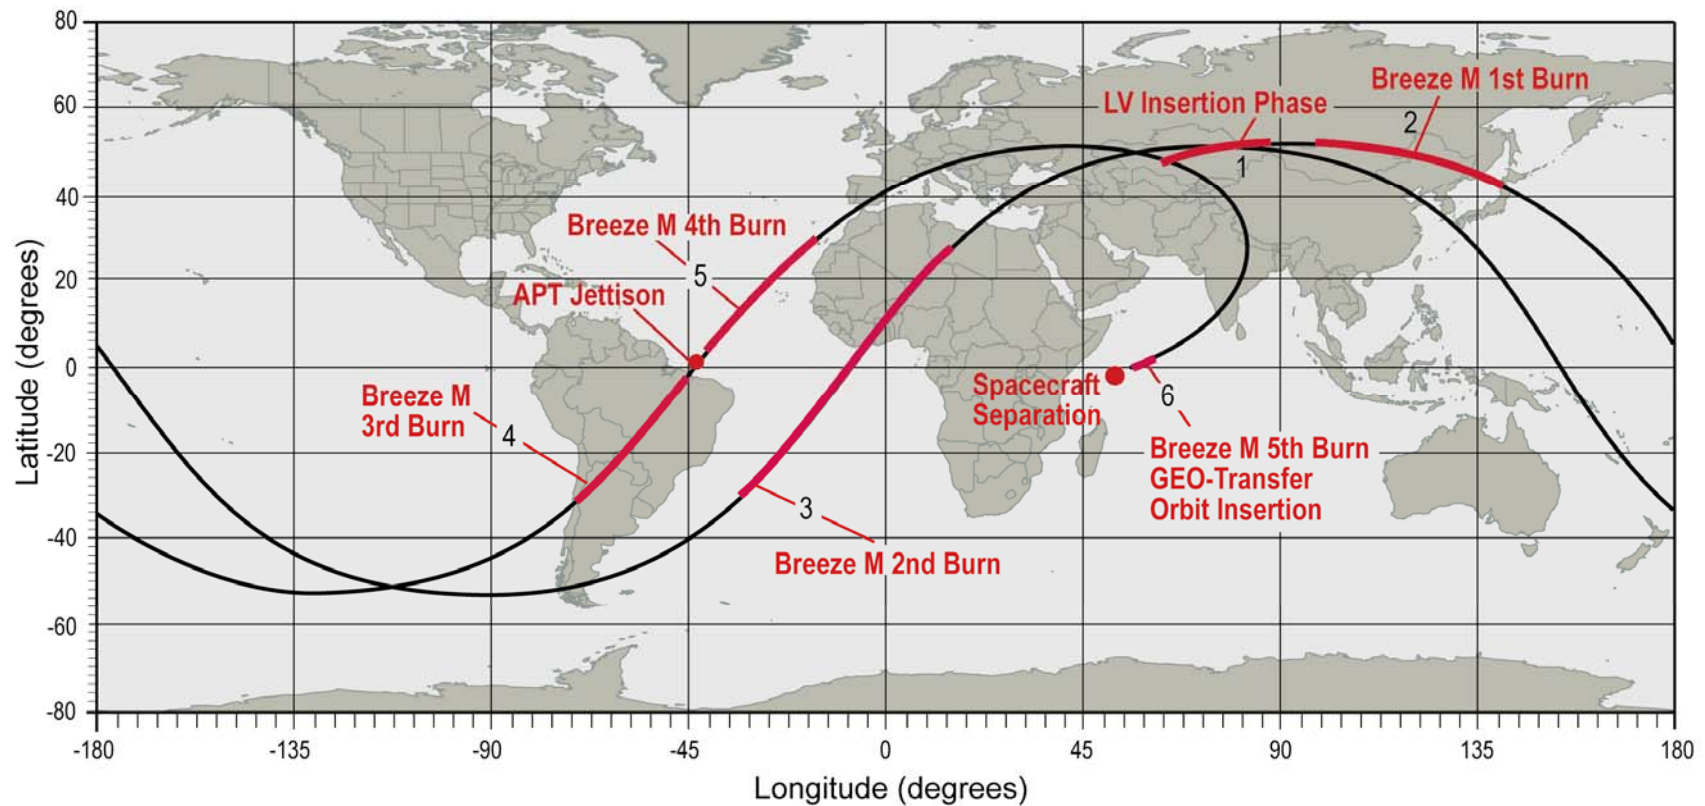 80
60
40
20
0
-20
-40
-60
-80
Latitude (degrees)
-180
-135
-90
-45
0
45
90
135
180
Longitude (degrees)
LV Insertion Phase
1
Breeze M 1st Burn
2
Breeze M 4th Burn
5
APT Jettison
Breeze M
3rd Burn
4
3
Breeze M 2nd Burn
Spacecraft
Separation
6
Breeze M 5th Burn
GEO-Transfer
Orbit Insertion